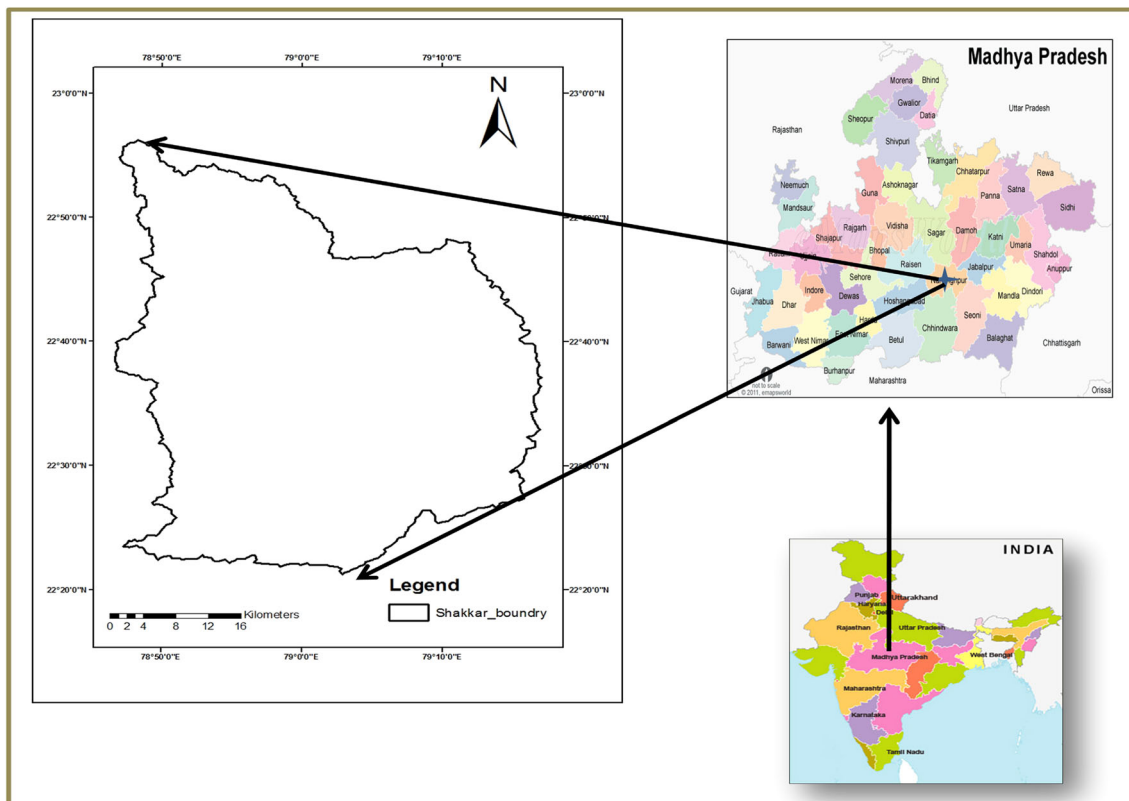 78°50'0"E 79°0'0"E 79°10'0"E
N
23°0'0"N 23°0'0"N
22°50'0"N
22°40'0"N 22°40'0"N
22°30'0"N
22°20'0"N 22°20'0"N
Legend
Shakkar_boundry
Kilometers
0 2 4 8 12 16
78°50'0"E 79°0'0"E 79°10'0"E
Madhya Pradesh
Morena
Bhind
Gwalior
Uttar Pradesh
Sheopur
Datia
Rajasthan
Shivpuri
Tikamgarh
Chhatarpur
Rewa
Neemuch
Ashoknagar
Satna
Guna
Panna
Sidhi
Mandsaur
Rajgarh
Vidisha
Sagar
Damoh
Katni
Shajapur
Umaria
Bhopal
Shahdol
Raisen
Jabalpur
Anuppur
Gujarat
Sehore
Jhabua
Indore
Dewas
Dindori
Dhar
Mandla
Seoni
Chhindwara
West Nimar
Betul
Balaghat
Barwani
Chhattisgarh
Burhanpur
Maharashtra
not to scale
© 2011, emapsworld
Orissa
INDIA
Punjab
Uttarakhand
Haryana
Rajasthan
Uttar Pradesh
Madhya Pradesh
West Bengal
Maharashtra
Karnataka
Tamil Nadu